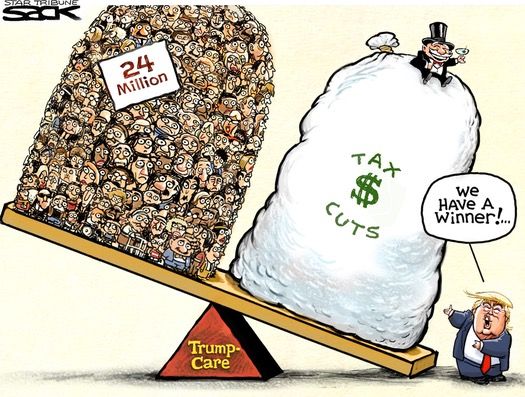 STAR TRIBUNE
SACK
24
Million
TAX
$
CUTS
WE
HAVE A
WINNER!...
Trump-
Care